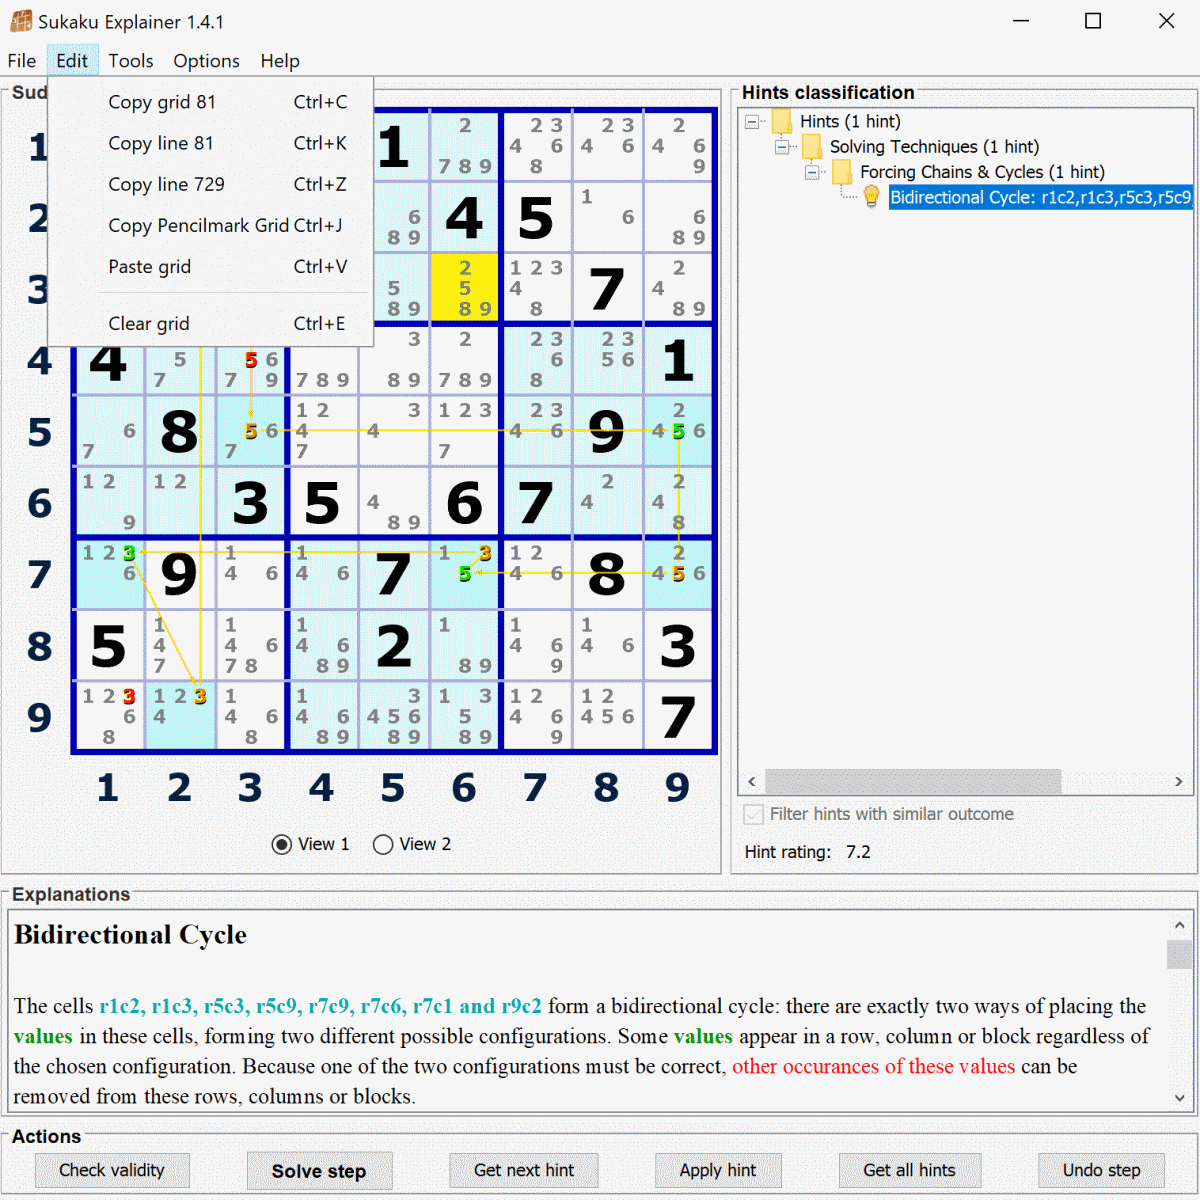 Sukaku Explainer 1.4.1
File Edit Tools Options Help
Sud
Copy grid 81 Ctrl+C
Copy line 81 Ctrl+K
Copy line 729 Ctrl+Z
Copy Pencilmark Grid Ctrl+J
Paste grid Ctrl+V
Clear grid Ctrl+E
2 2 3 2 3 2
1 1 4 6 4 6 4 6
7 8 9 8 9
1
2 6 4 5 6 6
8 9 8 9
2 1 2 3 2
3 5 5 4 7 4
8 9 8 9 8 8 9
3 2 2 3 2 3
4 4 5 5 6 6 5 6 1
7 7 9 7 8 9 8 9 7 8 9 8
1 2 3 1 2 3 2 3 2
5 6 8 5 6 4 4 4 6 9 4 5 6
7 7 7 7
1 2 1 2 2 2
6 3 5 4 6 7 4 4
9 8 9 8
1 2 3 1 1 1 3 1 2 2
7 6 9 4 6 4 6 7 5 4 6 8 4 5 6
1 1 1 1 1 1
8 5 4 4 6 4 6 2 4 6 4 6 3
7 7 8 8 9 8 9 9
1 2 3 1 2 3 1 1 3 1 3 1 2 1 2
9 6 4 4 6 4 6 4 5 6 5 4 6 4 5 6 7
8 8 8 9 8 9 8 9 9
1 2 3 4 5 6 7 8 9
View 1 View 2
Hints classification
Hints (1 hint)
Solving Techniques (1 hint)
Forcing Chains & Cycles (1 hint)
Bidirectional Cycle: r1c2,r1c3,r5c3,r5c9
Filter hints with similar outcome
Hint rating: 7.2
Explanations
Bidirectional Cycle
The cells r1c2, r1c3, r5c3, r5c9, r7c9, r7c6, r7c1 and r9c2 form a bidirectional cycle: there are exactly two ways of placing the
values in these cells, forming two different possible configurations. Some values appear in a row, column or block regardless of
the chosen configuration. Because one of the two configurations must be correct, other occurances of these values can be
removed from these rows, columns or blocks.
Actions
Check validity Solve step Get next hint Apply hint Get all hints Undo step